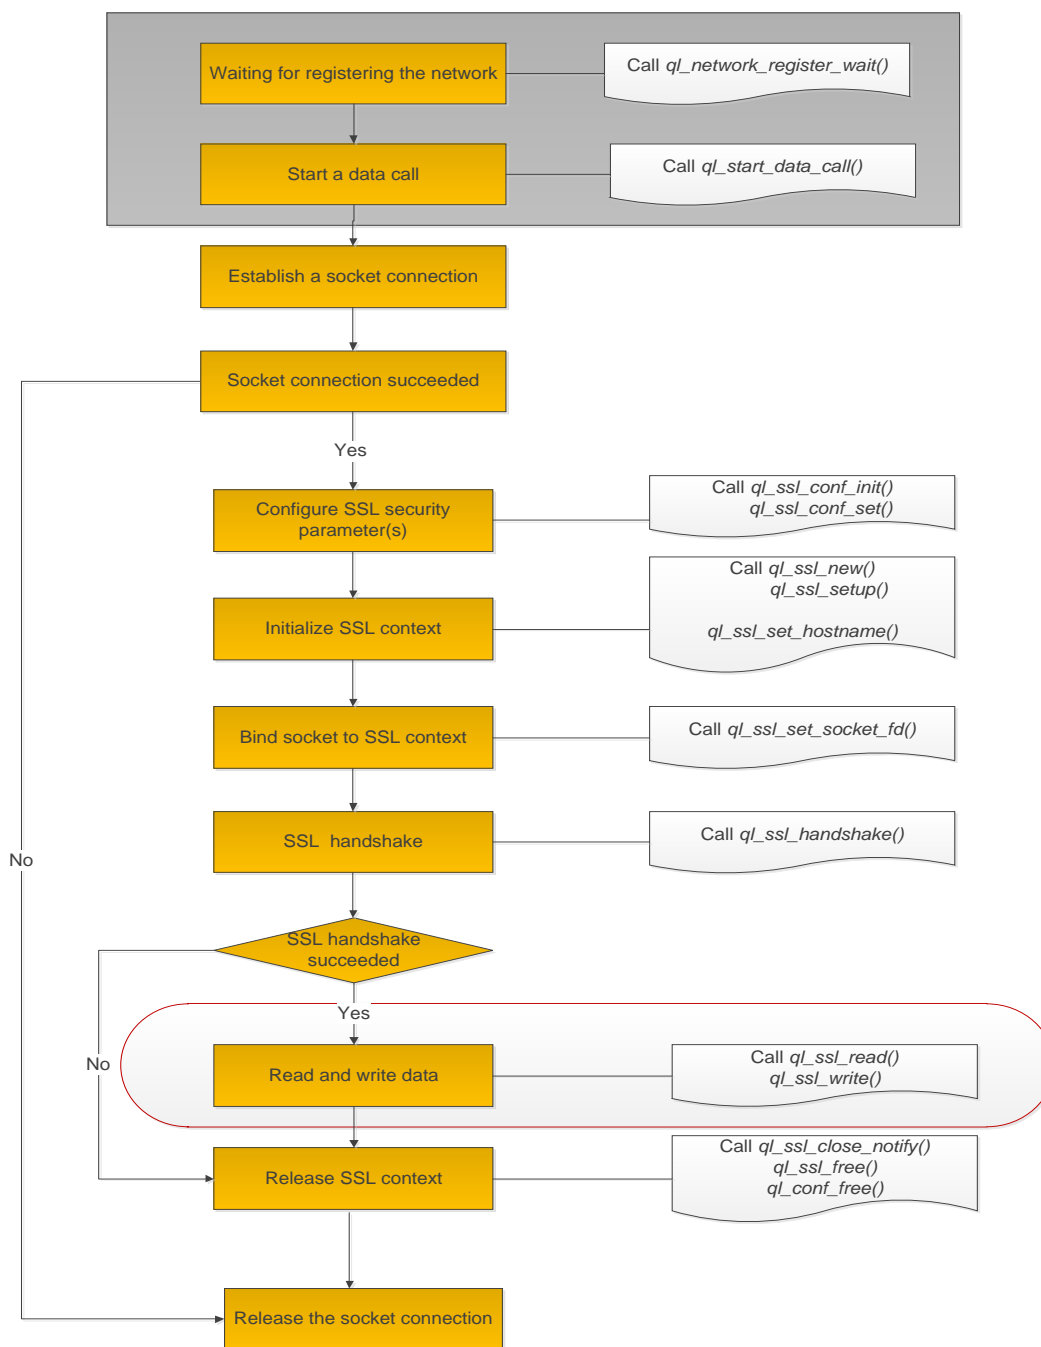 Waiting for registering the network
Call ql_network_register_wait()
Start a data call
Call ql_start_data_call()
Establish a socket connection
Socket connection succeeded
Yes
Configure SSL security
parameter(s)
Call ql_ssl_conf_init()
ql_ssl_conf_set()
Initialize SSL context
Call ql_ssl_new()
ql_ssl_setup()
ql_ssl_set_hostname()
Bind socket to SSL context
Call ql_ssl_set_socket_fd()
SSL handshake
Call ql_ssl_handshake()
No
SSL handshake
succeeded
Yes
No
Read and write data
Call ql_ssl_read()
ql_ssl_write()
Release SSL context
Call ql_ssl_close_notify()
ql_ssl_free()
ql_conf_free()
Release the socket connection